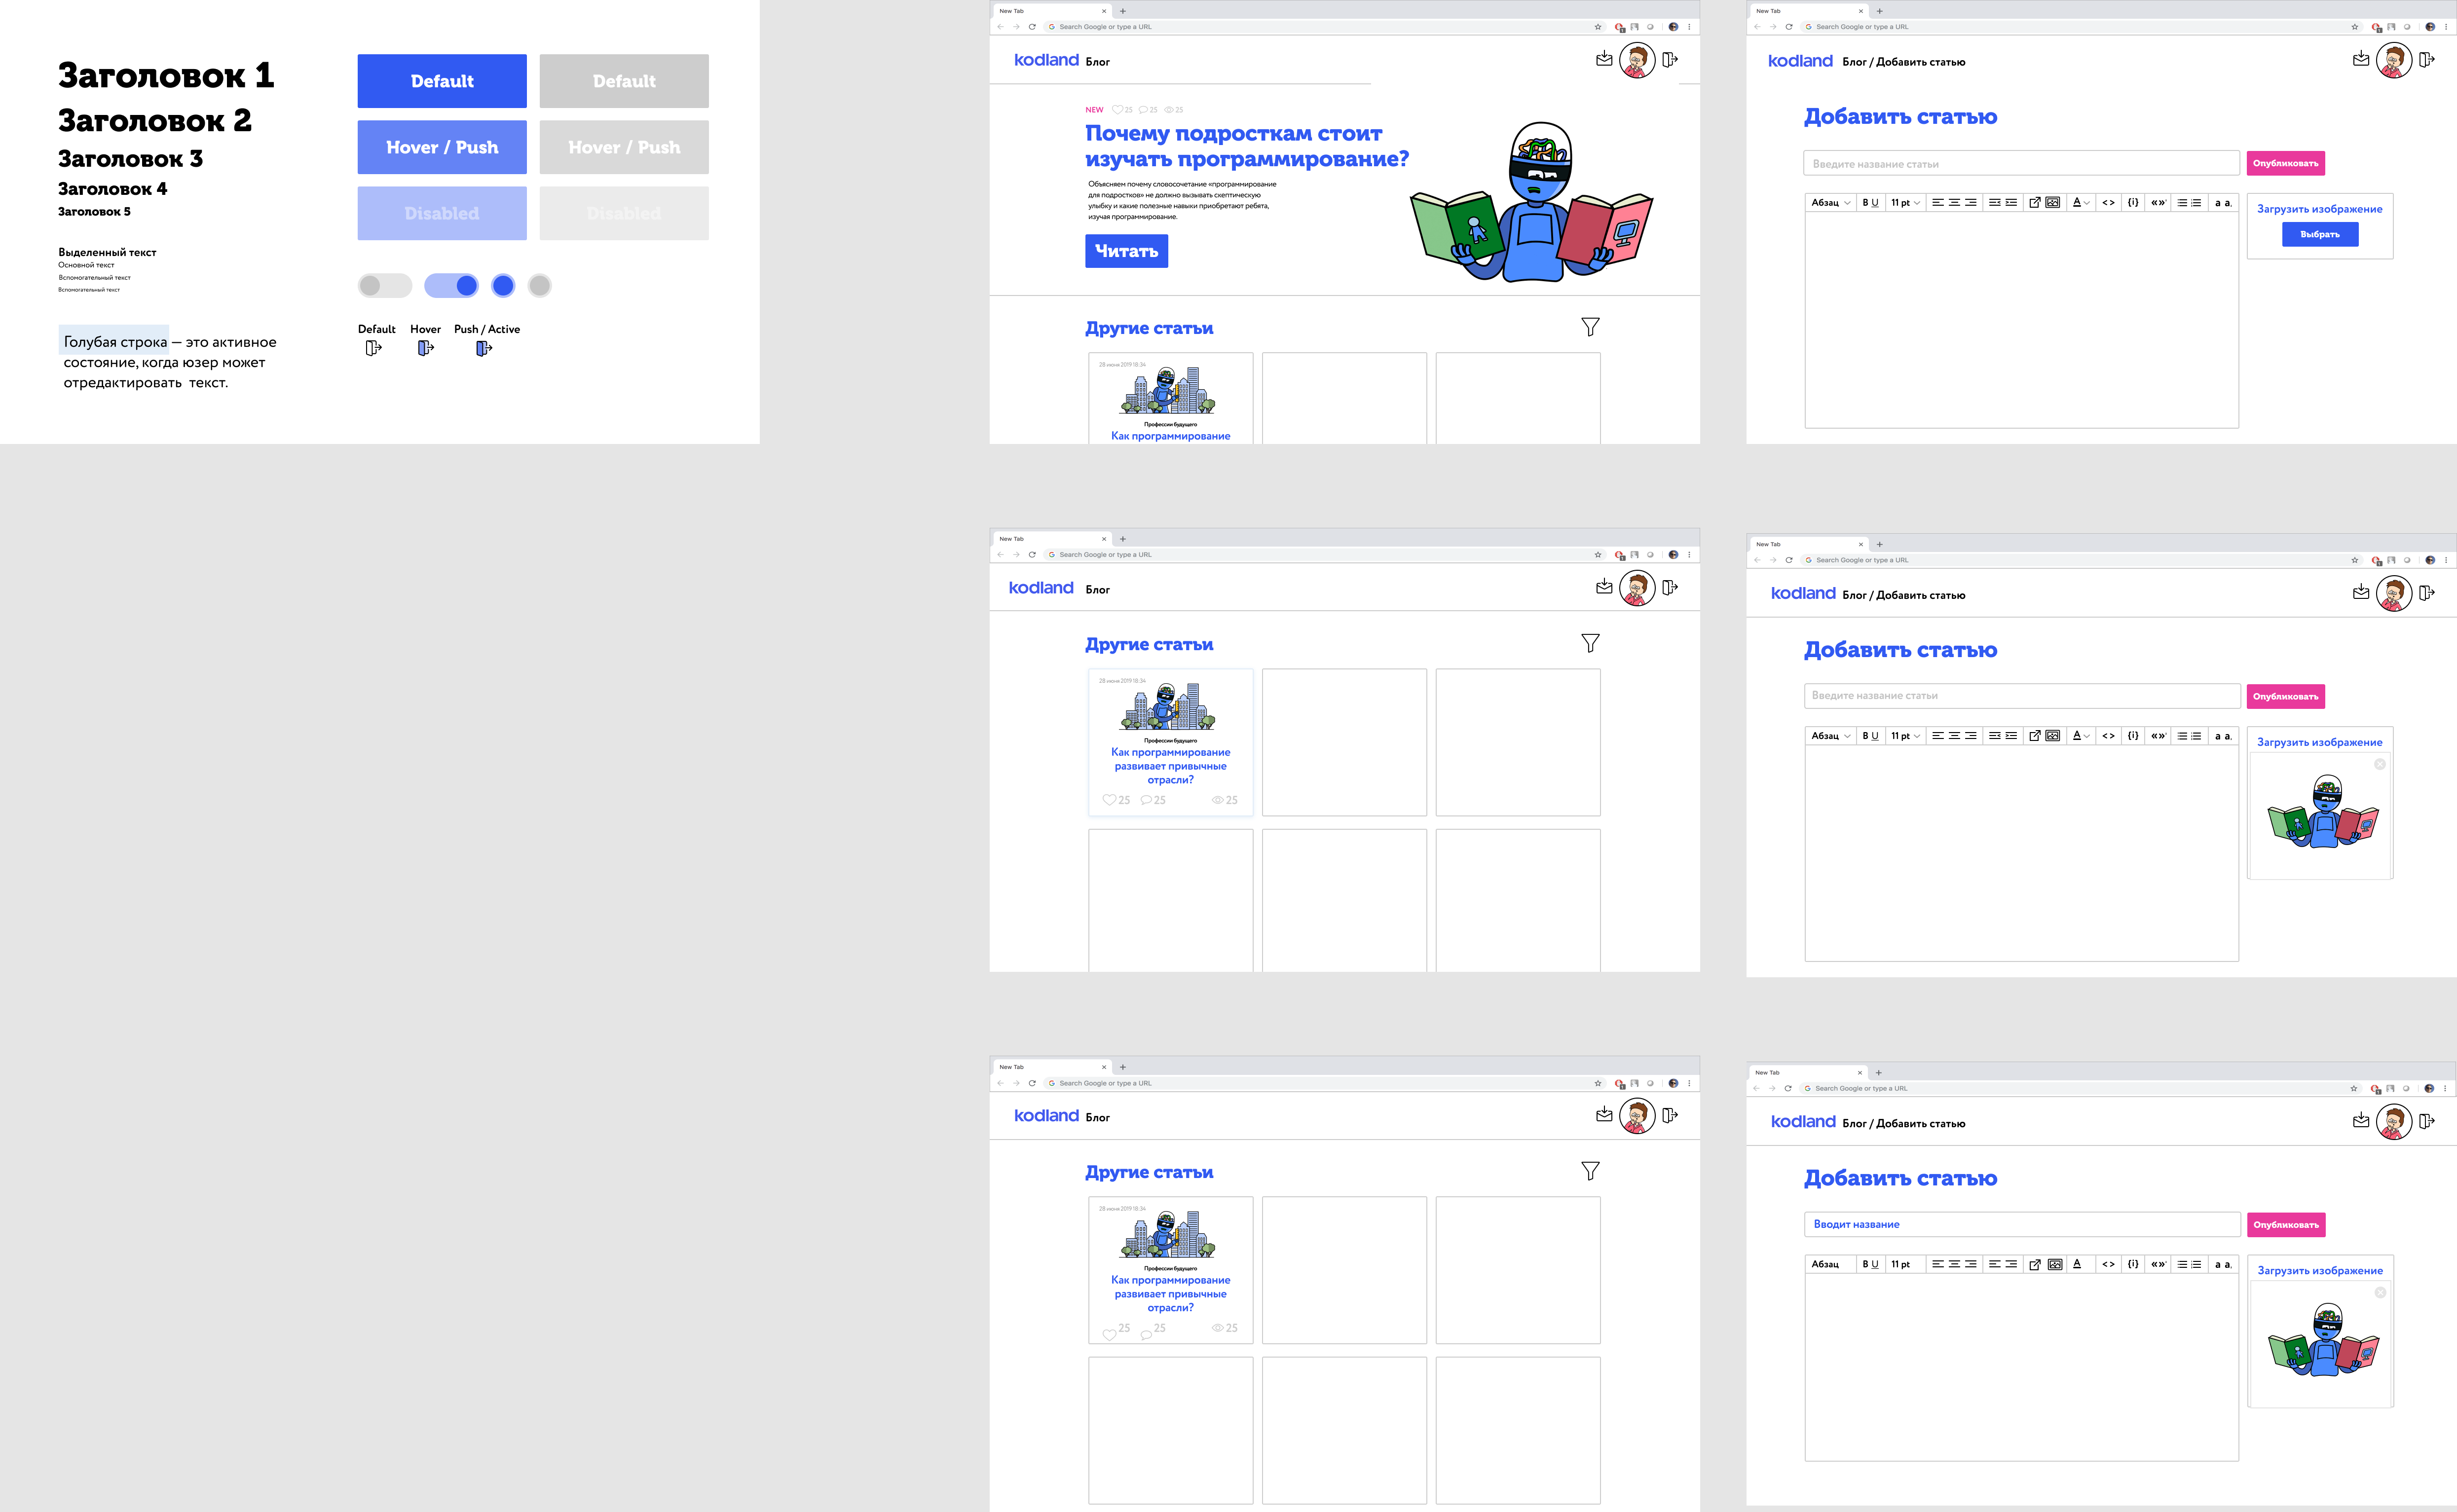 Заголовок 1
Заголовок 2
Заголовок 3
Заголовок 4
Заголовок 5
Выделенный текст
Основной текст
Вспомогательный текст
Вспомогательный текст
Голубая строка — это активное
состояние, когда юзер может
отредактировать текст.
Default
Default
Hover / Push
Hover / Push
Disabled
Disabled
Default Hover Push / Active
New Tab
Search Google or type a URL
kodland Блог
NEW 25 25 25
Почему подросткам стоит
изучать программирование?
Объясняем почему словосочетание «программирование
для подростков» не должно вызывать скептическую
улыбку и какие полезные навыки приобретают ребята,
изучая программирование.
Читать
Другие статьи
28 июня 2019 18:34
Профессии будущего
Как программирование
New Tab
Search Google or type a URL
kodland Блог / Добавить статью
Добавить статью
Введите название статьи
Опубликовать
Абзац B U 11 pt A < > {i} «»' a a.
Загрузить изображение
Выбрать
New Tab
Search Google or type a URL
kodland Блог
Другие статьи
28 июня 2019 18:34
Профессии будущего
Как программирование
развивает привычные
отрасли?
25 25 25
New Tab
Search Google or type a URL
kodland Блог / Добавить статью
Добавить статью
Введите название статьи
Опубликовать
Абзац B U 11 pt A < > {i} «»' a a.
Загрузить изображение
New Tab
Search Google or type a URL
kodland Блог
Другие статьи
28 июня 2019 18:34
Профессии будущего
Как программирование
развивает привычные
отрасли?
25 25 25
New Tab
Search Google or type a URL
kodland Блог / Добавить статью
Добавить статью
Вводит название
Опубликовать
Абзац B U 11 pt A < > {i} «»' a a.
Загрузить изображение